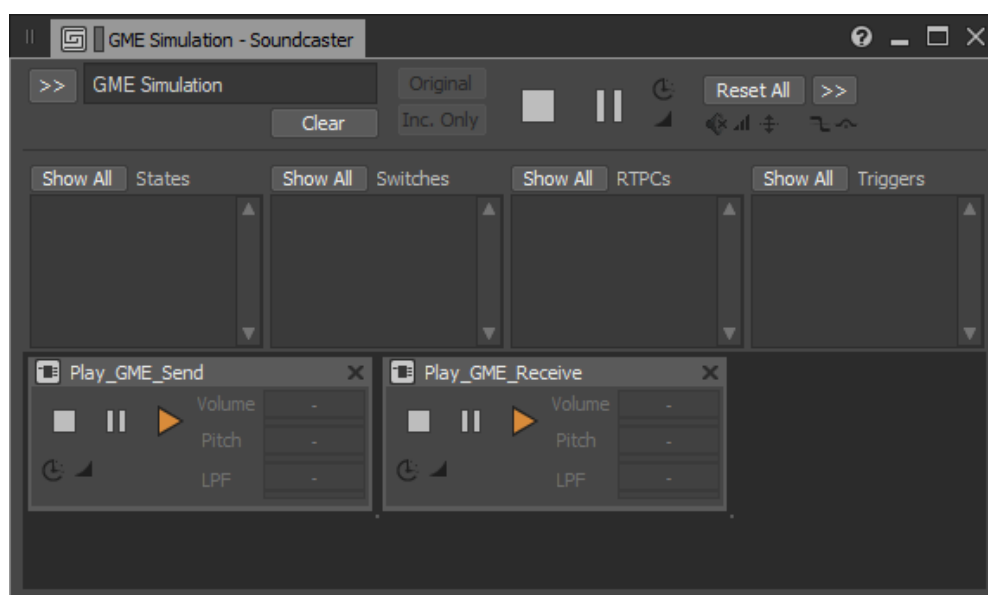 GME Simulation - Soundcaster
>> GME Simulation Original Reset All >>
Clear Inc. Only
Show All States Show All Switches Show All RTPCs Show All Triggers
Play_GME_Send
Volume -
Pitch -
LPF -
Play_GME_Receive
Volume -
Pitch -
LPF -